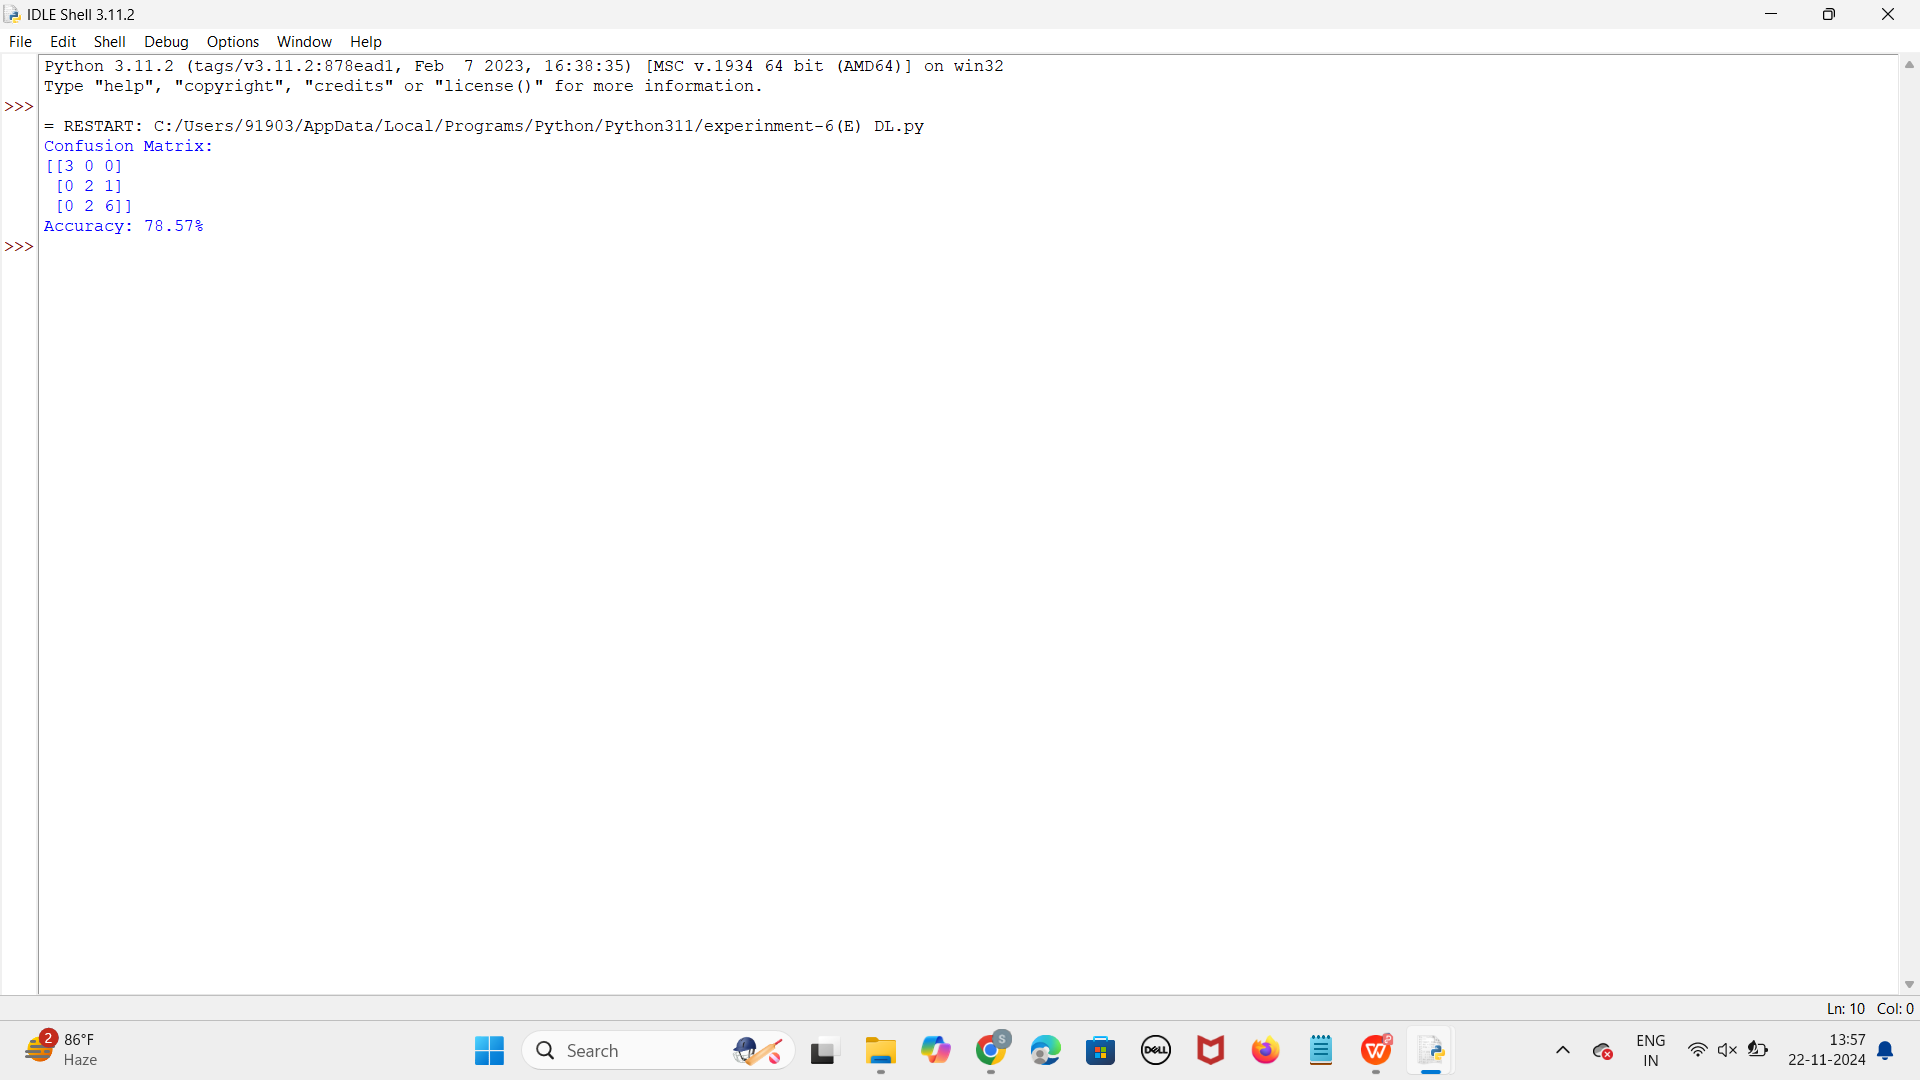 IDLE Shell 3.11.2
File Edit Shell Debug Options Window Help
Python 3.11.2 (tags/v3.11.2:878ead1, Feb  7 2023, 16:38:35) [MSC v.1934 64 bit (AMD64)] on win32
Type "help", "copyright", "credits" or "license()" for more information.
>>>
= RESTART: C:/Users/91903/AppData/Local/Programs/Python/Python311/experinment-6(E) DL.py
Confusion Matrix:
[[3 0 0]
 [0 2 1]
 [0 2 6]]
Accuracy: 78.57%
>>>
Ln: 10 Col: 0
2
86°F
Haze
Search
S
DELL
W
ENG
IN
13:57
22-11-2024